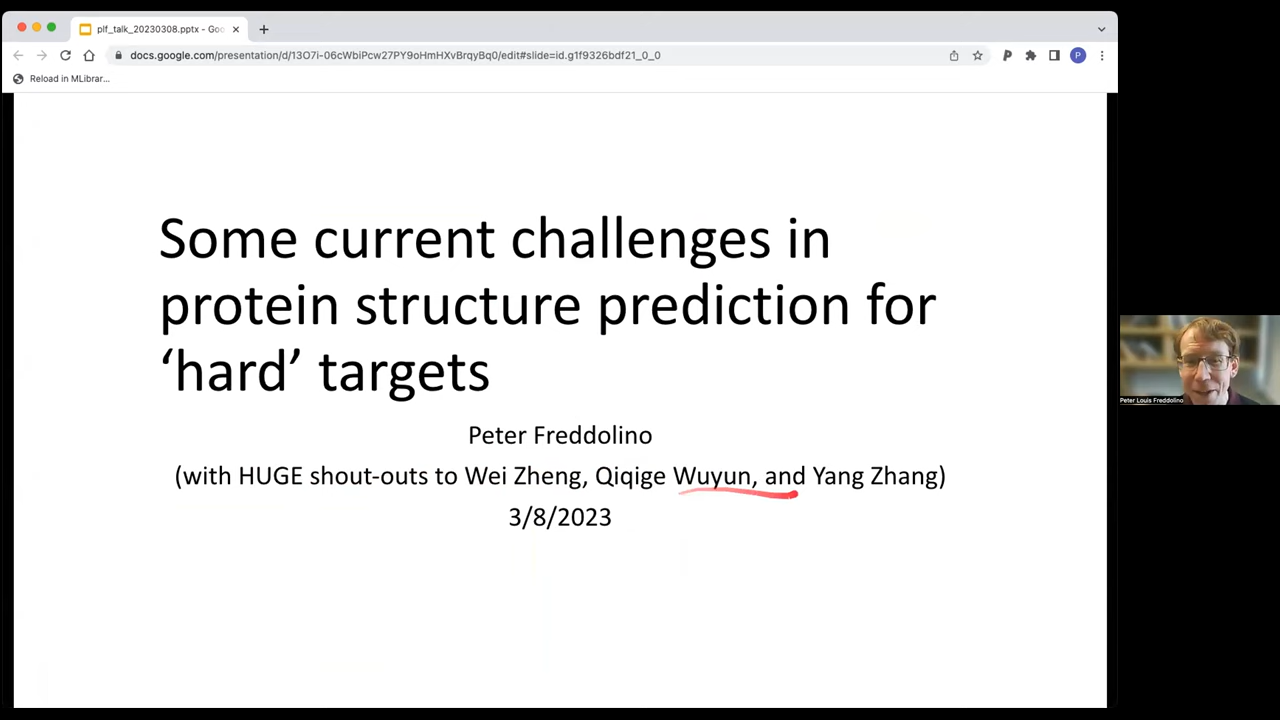 plf_talk_20230308.pptx - Goo
docs.google.com/presentation/d/13O7i-06cWbiPcw27PY9oHmHXvBrqyBq0/edit#slide=id.g1f9326bdf21_0_0
P
P
Reload in MLibrar...
Some current challenges in
protein structure prediction for
‘hard’ targets
Peter Freddolino
(with HUGE shout-outs to Wei Zheng, Qiqige Wuyun, and Yang Zhang)
3/8/2023
Peter Louis Freddolino